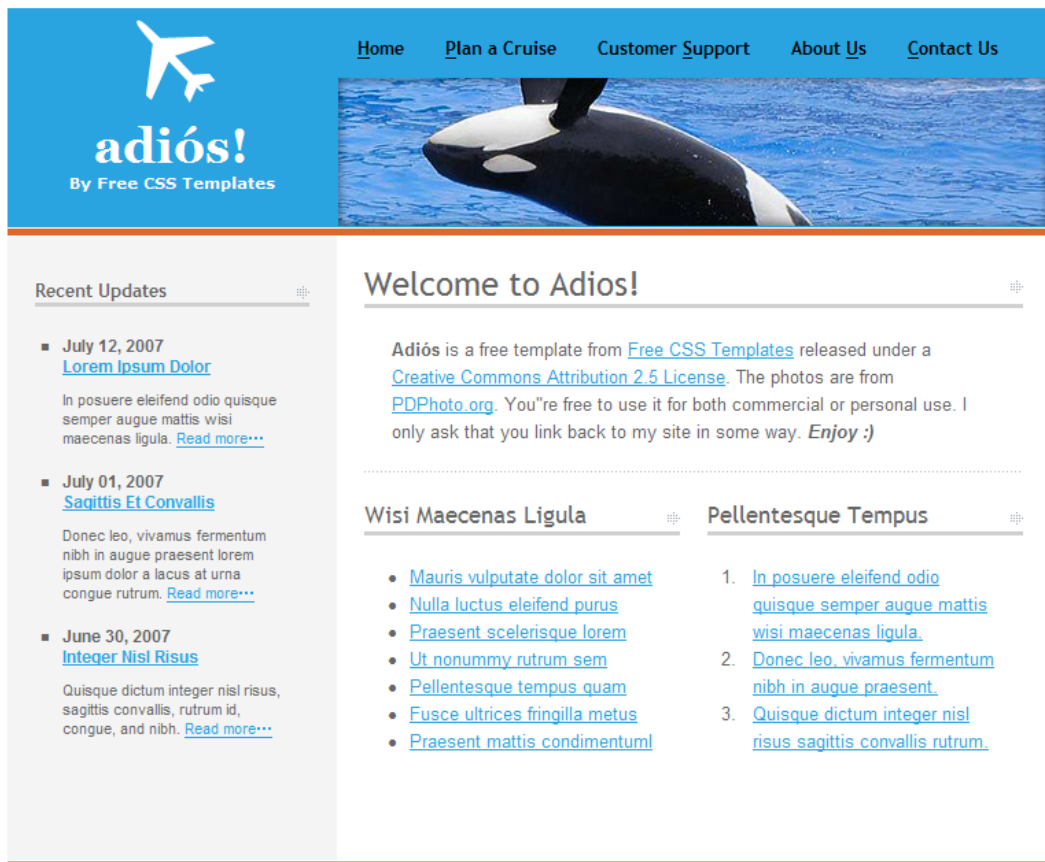 Home Plan a Cruise Customer Support About Us Contact Us
adiós!
By Free CSS Templates
Recent Updates
July 12, 2007
Lorem Ipsum Dolor
In posuere eleifend odio quisque
semper augue mattis wisi
maecenas ligula. Read more···
July 01, 2007
Sagittis Et Convallis
Donec leo, vivamus fermentum
nibh in augue praesent lorem
ipsum dolor a lacus at urna
congue rutrum. Read more···
June 30, 2007
Integer Nisl Risus
Quisque dictum integer nisl risus,
sagittis convallis, rutrum id,
congue, and nibh. Read more···
Welcome to Adios!
Adiós is a free template from Free CSS Templates released under a
Creative Commons Attribution 2.5 License. The photos are from
PDPhoto.org. You"re free to use it for both commercial or personal use. I
only ask that you link back to my site in some way. Enjoy :)
Wisi Maecenas Ligula
Mauris vulputate dolor sit amet
Nulla luctus eleifend purus
Praesent scelerisque lorem
Ut nonummy rutrum sem
Pellentesque tempus quam
Fusce ultrices fringilla metus
Praesent mattis condimentuml
Pellentesque Tempus
1. In posuere eleifend odio
quisque semper augue mattis
wisi maecenas ligula.
2. Donec leo, vivamus fermentum
nibh in augue praesent.
3. Quisque dictum integer nisl
risus sagittis convallis rutrum.